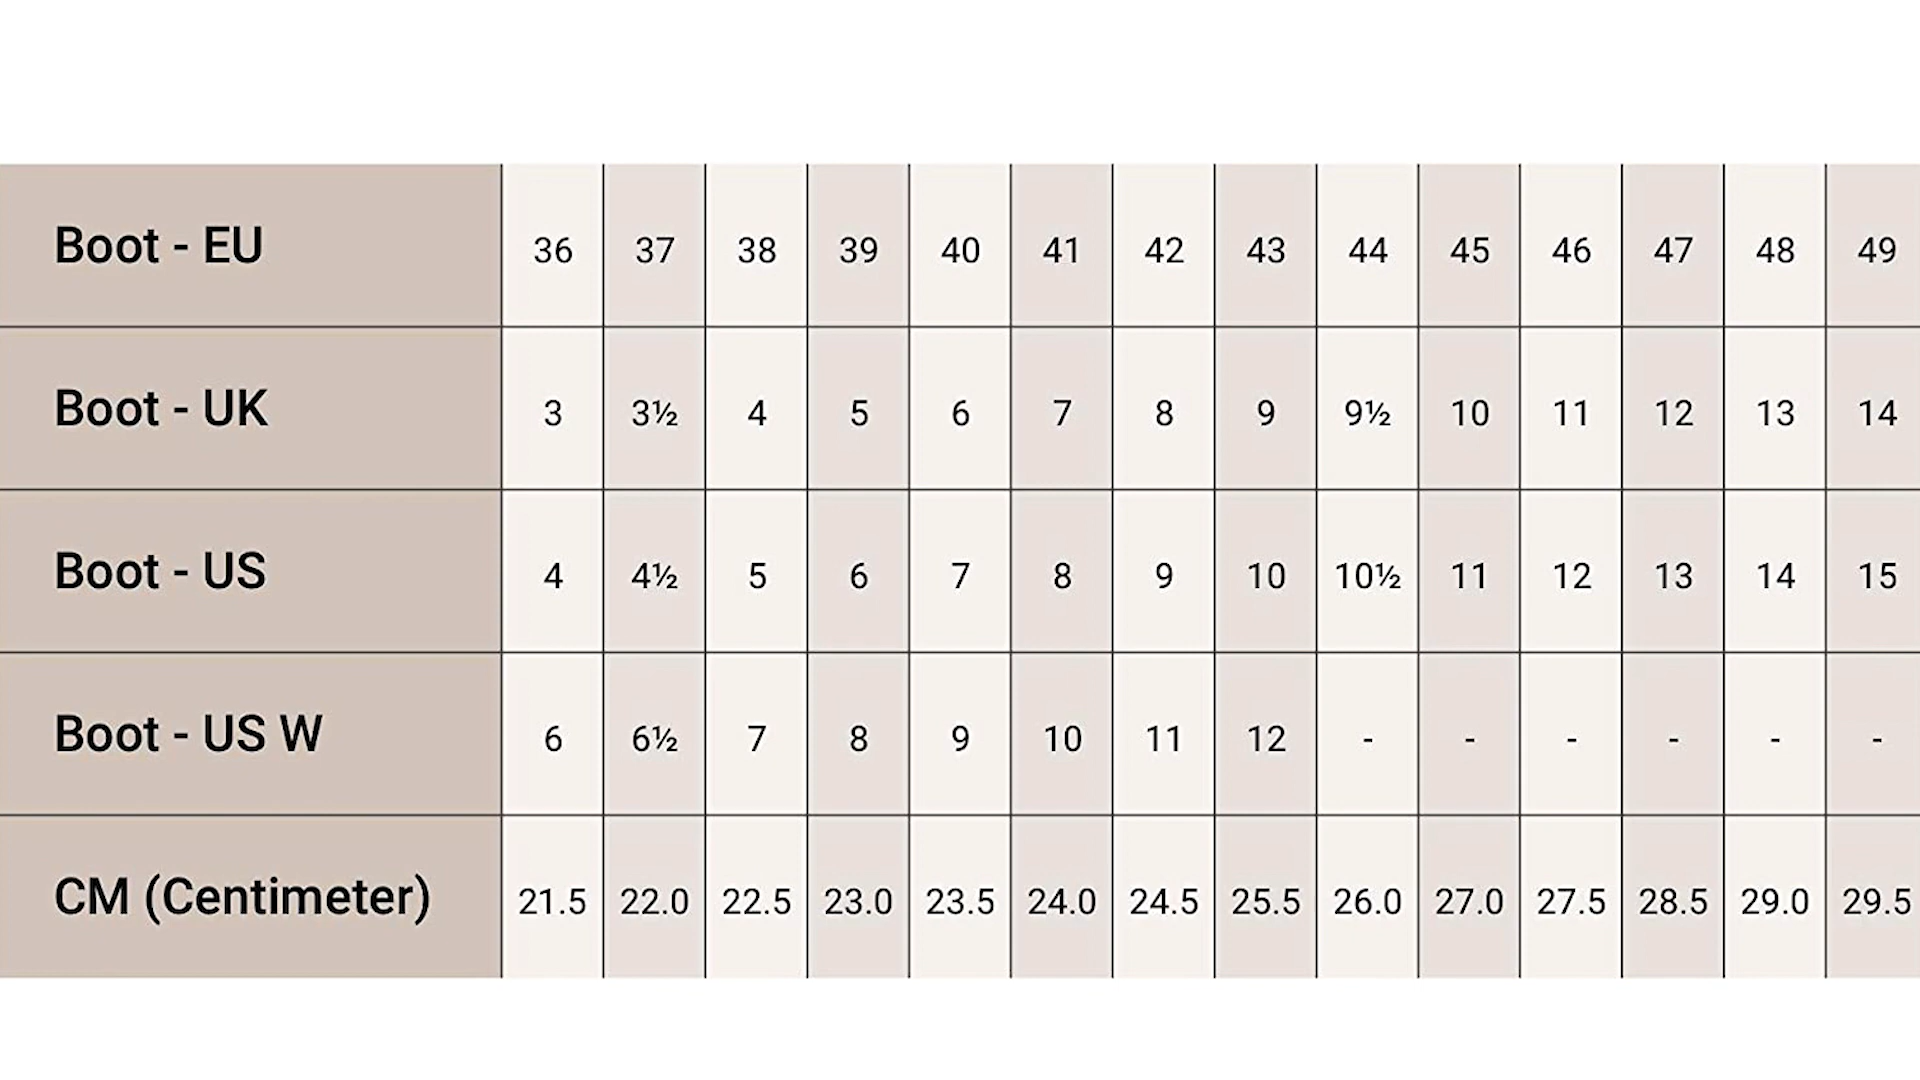 Boot - EU 36 37 38 39 40 41 42 43 44 45 46 47 48 49
Boot - UK 3 3½ 4 5 6 7 8 9 9½ 10 11 12 13 14
Boot - US 4 4½ 5 6 7 8 9 10 10½ 11 12 13 14 15
Boot - US W 6 6½ 7 8 9 10 11 12 - - - - - -
CM (Centimeter) 21.5 22.0 22.5 23.0 23.5 24.0 24.5 25.5 26.0 27.0 27.5 28.5 29.0 29.5